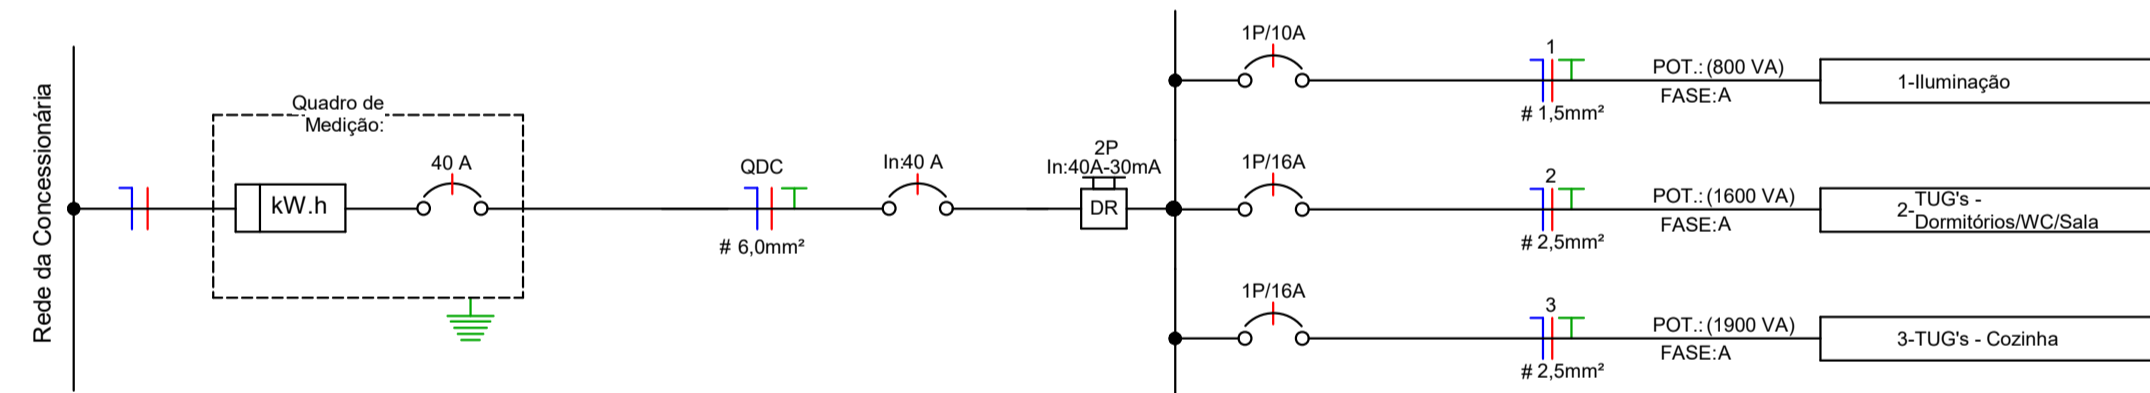 Rede da Concessionária
Quadro de
Medição:
kW.h
40 A
QDC
# 6,0mm²
In:40 A
2P
In:40A-30mA
DR
1P/10A
1
# 1,5mm²
POT.: (800 VA)
FASE:A
1-Iluminação
1P/16A
2
# 2,5mm²
POT.: (1600 VA)
FASE:A
2-TUG's -
Dormitórios/WC/Sala
1P/16A
3
# 2,5mm²
POT.: (1900 VA)
FASE:A
3-TUG's - Cozinha